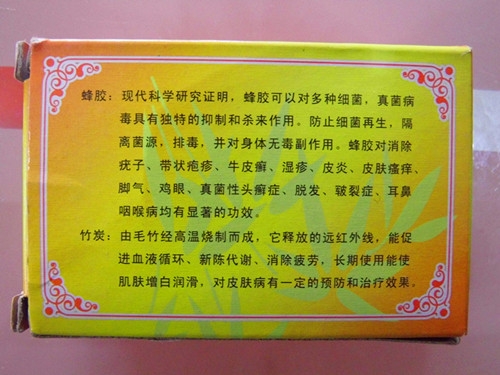 蜂胶：现代科学研究证明，蜂胶可以对多种细菌，真菌病
毒具有独特的抑制和杀来作用。防止细菌再生，隔
离菌源，排毒，并对身体无毒副作用。蜂胶对消除
疣子、带状疱疹、牛皮癣、湿疹、皮炎、皮肤瘙痒、
脚气、鸡眼、真菌性头癣症、脱发、皲裂症、耳鼻
咽喉病均有显著的功效。
竹炭：由毛竹经高温烧制而成，它释放的远红外线，能促
进血液循环、新陈代谢、消除疲劳，长期使用能使
肌肤增白润滑，对皮肤病有一定的预防和治疗效果。